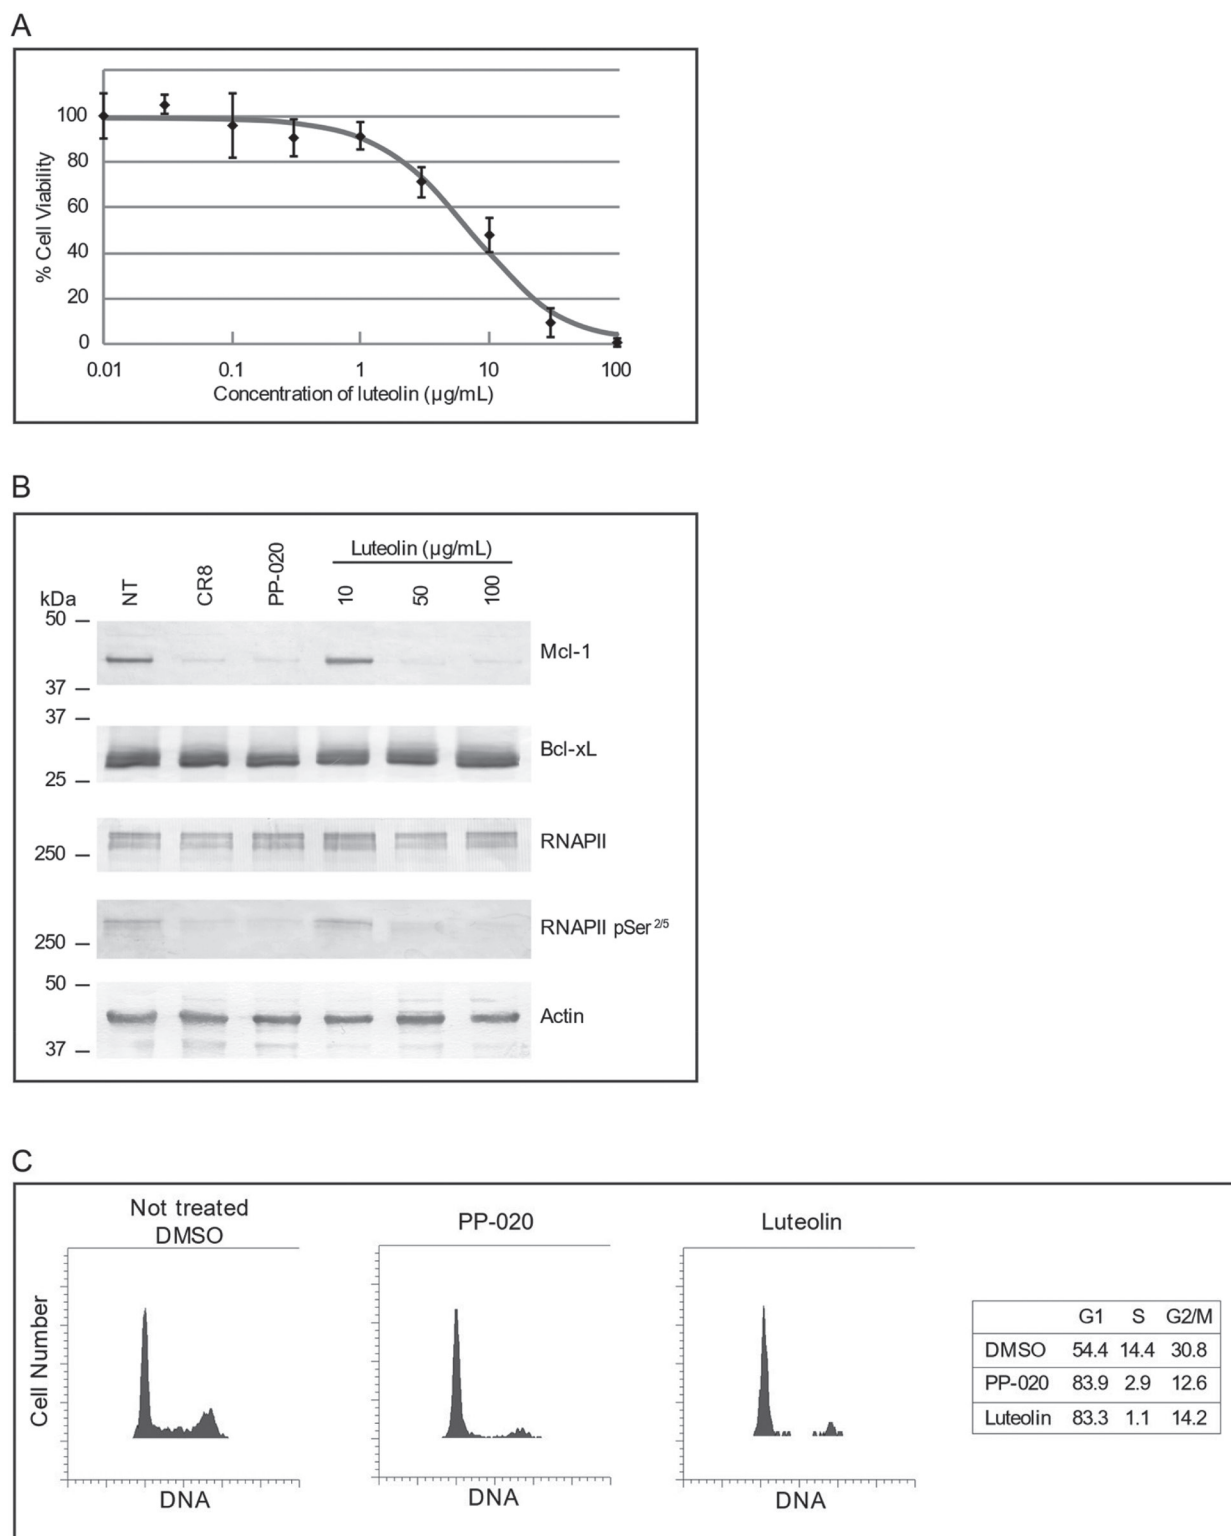 A
100
80
60
40
20
0
% Cell Viability
0.01 0.1 1 10 100
Concentration of luteolin (µg/mL)
B
Luteolin (µg/mL)
kDa NT CR8 PP-020 10 50 100
50
Mcl-1
37
37
Bcl-xL
25
RNAPII
250
RNAPII pSer 2/5
250
50
Actin
37
C
Not treated
DMSO
PP-020
Luteolin
Cell Number
DNA
DNA
DNA
G1 S G2/M
DMSO 54.4 14.4 30.8
PP-020 83.9 2.9 12.6
Luteolin 83.3 1.1 14.2